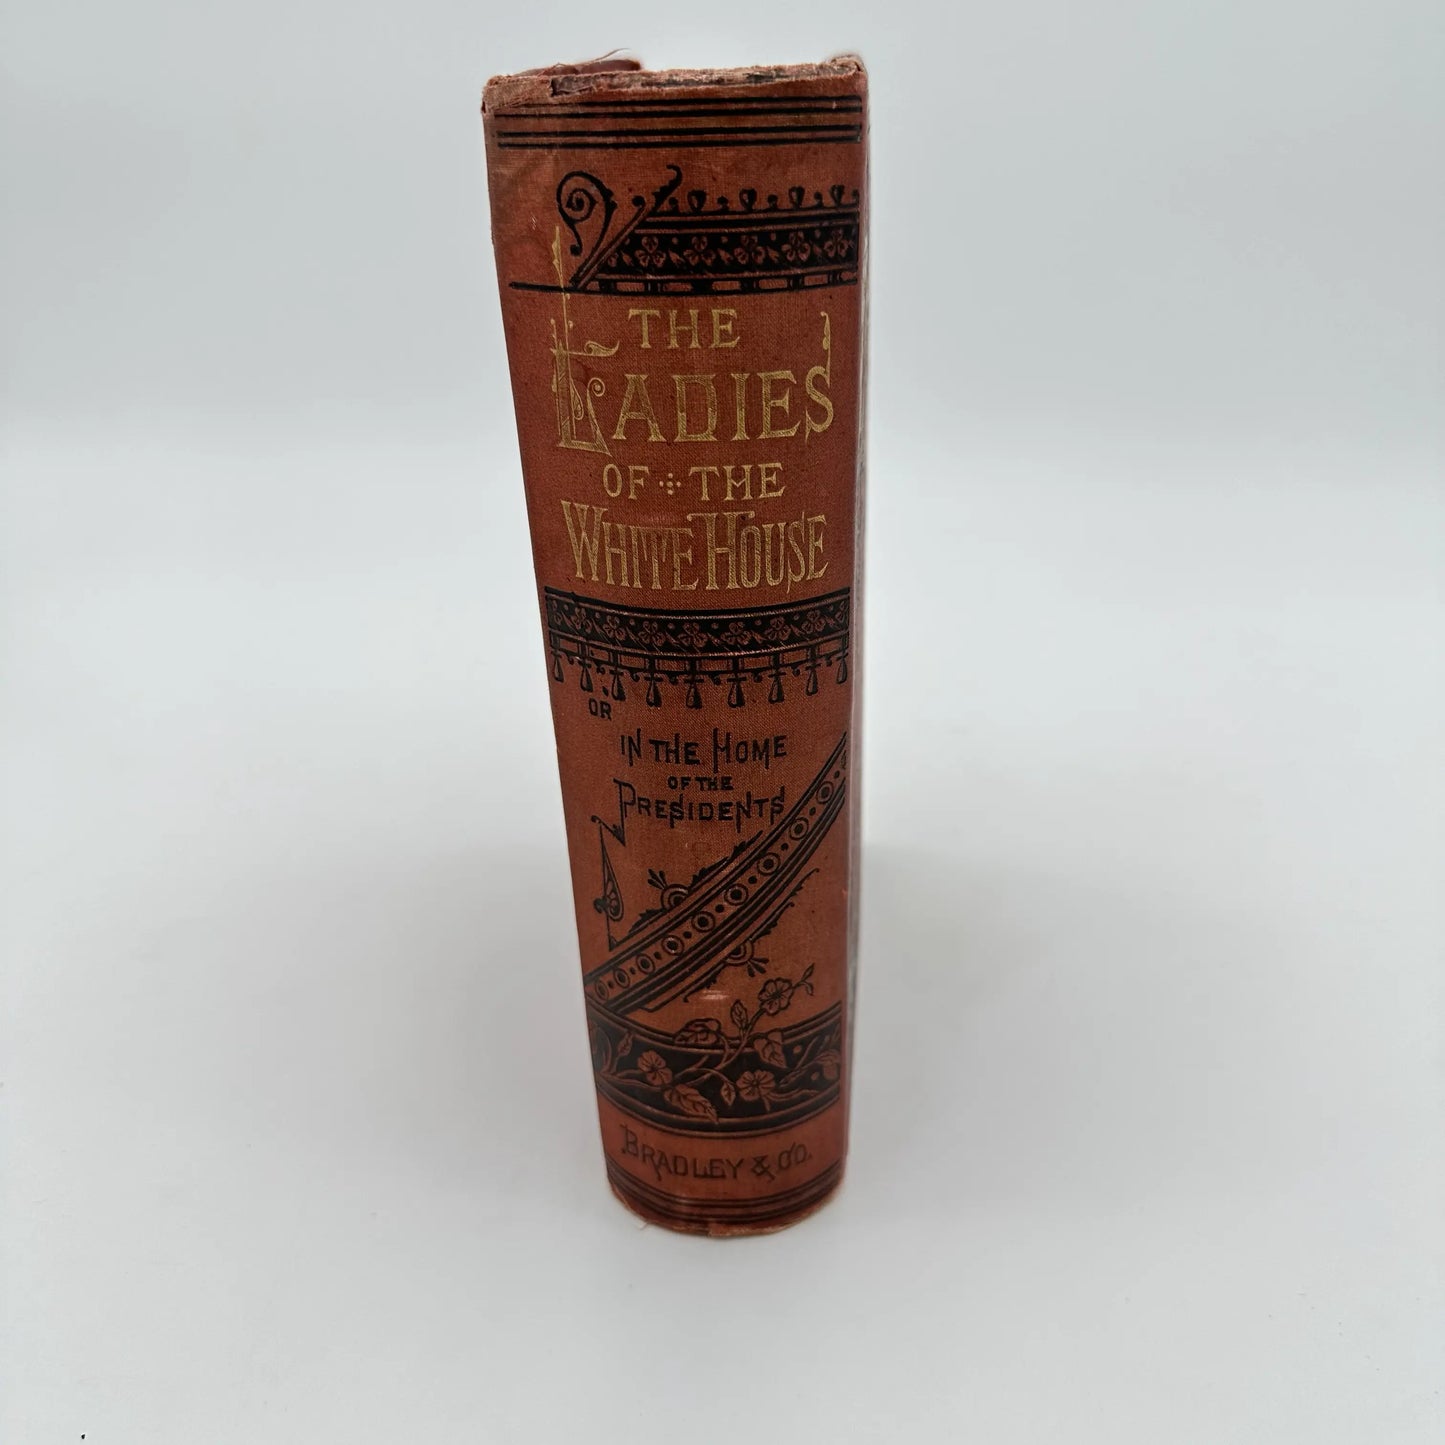 THE
LADIES
OF THE
WHITE HOUSE
OR
IN THE HOME
OF THE
PRESIDENTS
BRADLEY & CO.